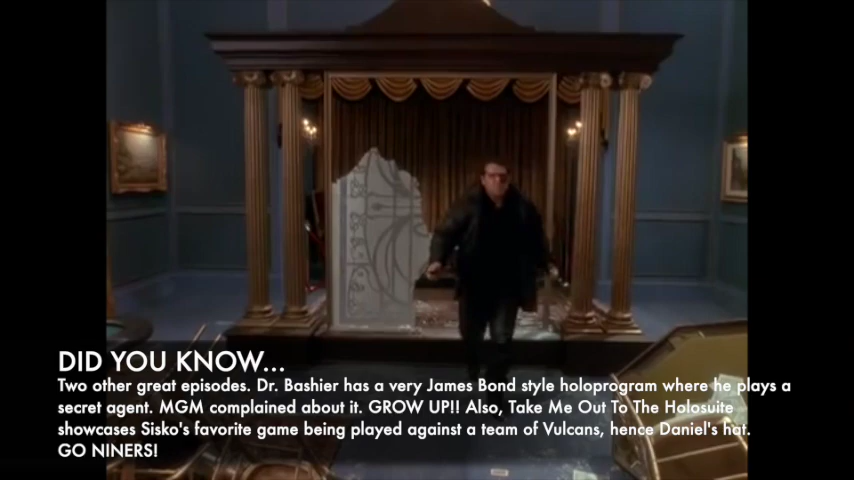 DID YOU KNOW...
Two other great episodes. Dr. Bashier has a very James Bond style holoprogram where he plays a
secret agent. MGM complained about it. GROW UP!! Also, Take Me Out To The Holosuite
showcases Sisko's favorite game being played against a team of Vulcans, hence Daniel's hat.
GO NINERS!